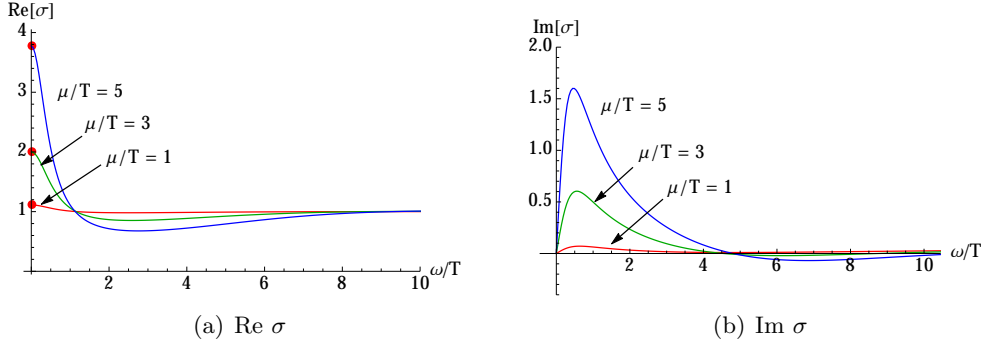 Re[σ]
4
3
2
1
μ/T = 5
μ/T = 3
μ/T = 1
2 4 6 8 10
ω/T
(a) Re σ
Im[σ]
2.0
1.5
1.0
0.5
μ/T = 5
μ/T = 3
μ/T = 1
2 4 6 8 10
ω/T
(b) Im σ